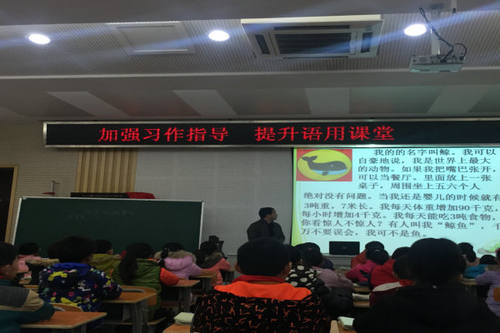 加强习作指导 提升语用课堂
我的的名字叫鲸。我可以
自豪地说，我是世界上最大
的动物。如果我把嘴巴张开，
可以当餐厅。里面放上一张
桌子，周围坐上五六个人
绝对没有问题。当我还是婴儿的时候就有
3吨重，7米长。我每天体重增加90千克，
每小时增加4千克。我每天能吃3吨食物，
你看惊人不惊人？有人叫我“鲸鱼”，千
万不要误会，我可不是鱼。